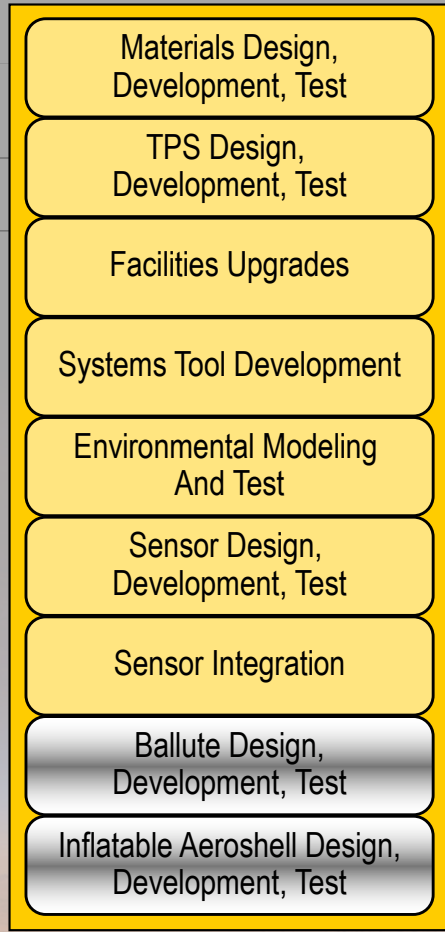 Materials Design,
Development, Test
TPS Design,
Development, Test
Facilities Upgrades
Systems Tool Development
Environmental Modeling
And Test
Sensor Design,
Development, Test
Sensor Integration
Ballute Design,
Development, Test
Inflatable Aeroshell Design,
Development, Test